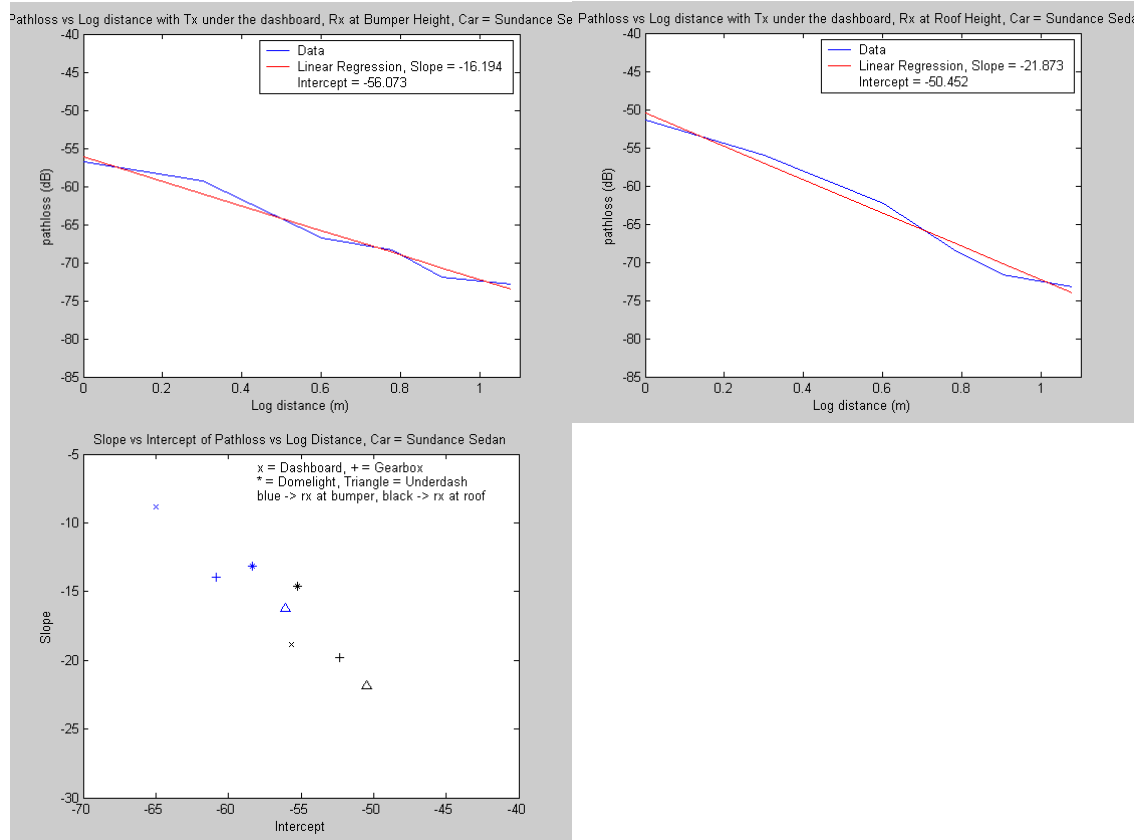 Pathloss vs Log distance with Tx under the dashboard, Rx at Bumper Height, Car = Sundance Se
-40
-45
-50
-55
-60
-65
-70
-75
-80
-85
pathloss (dB)
Data
Linear Regression, Slope = -16.194
Intercept = -56.073
0 0.2 0.4 0.6 0.8 1
Log distance (m)
Pathloss vs Log distance with Tx under the dashboard, Rx at Roof Height, Car = Sundance Seda
-40
-45
-50
-55
-60
-65
-70
-75
-80
-85
pathloss (dB)
Data
Linear Regression, Slope = -21.873
Intercept = -50.452
0 0.2 0.4 0.6 0.8 1
Log distance (m)
Slope vs Intercept of Pathloss vs Log Distance, Car = Sundance Sedan
-5
-10
-15
-20
-25
-30
Slope
x = Dashboard, + = Gearbox
* = Domelight, Triangle = Underdash
blue -> rx at bumper, black -> rx at roof
-70 -65 -60 -55 -50 -45 -40
Intercept